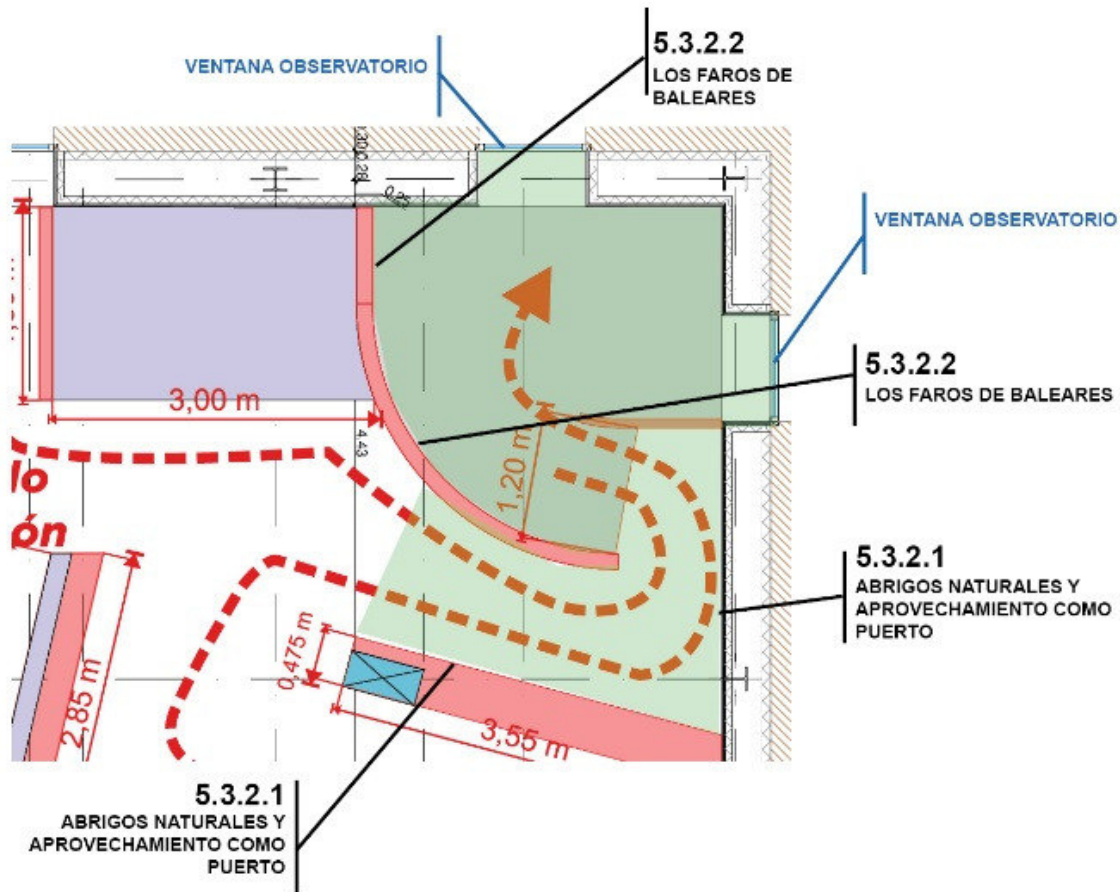 5.3.2.2
LOS FAROS DE
BALEARES
VENTANA OBSERVATORIO
0,25
VENTANA OBSERVATORIO
5.3.2.2
LOS FAROS DE BALEARES
3,00 m
4.43
1,20 m
lo
ón
5.3.2.1
ABRIGOS NATURALES Y
APROVECHAMIENTO COMO
PUERTO
0,475 m
2,85 m
3,55 m
5.3.2.1
ABRIGOS NATURALES Y
APROVECHAMIENTO COMO
PUERTO